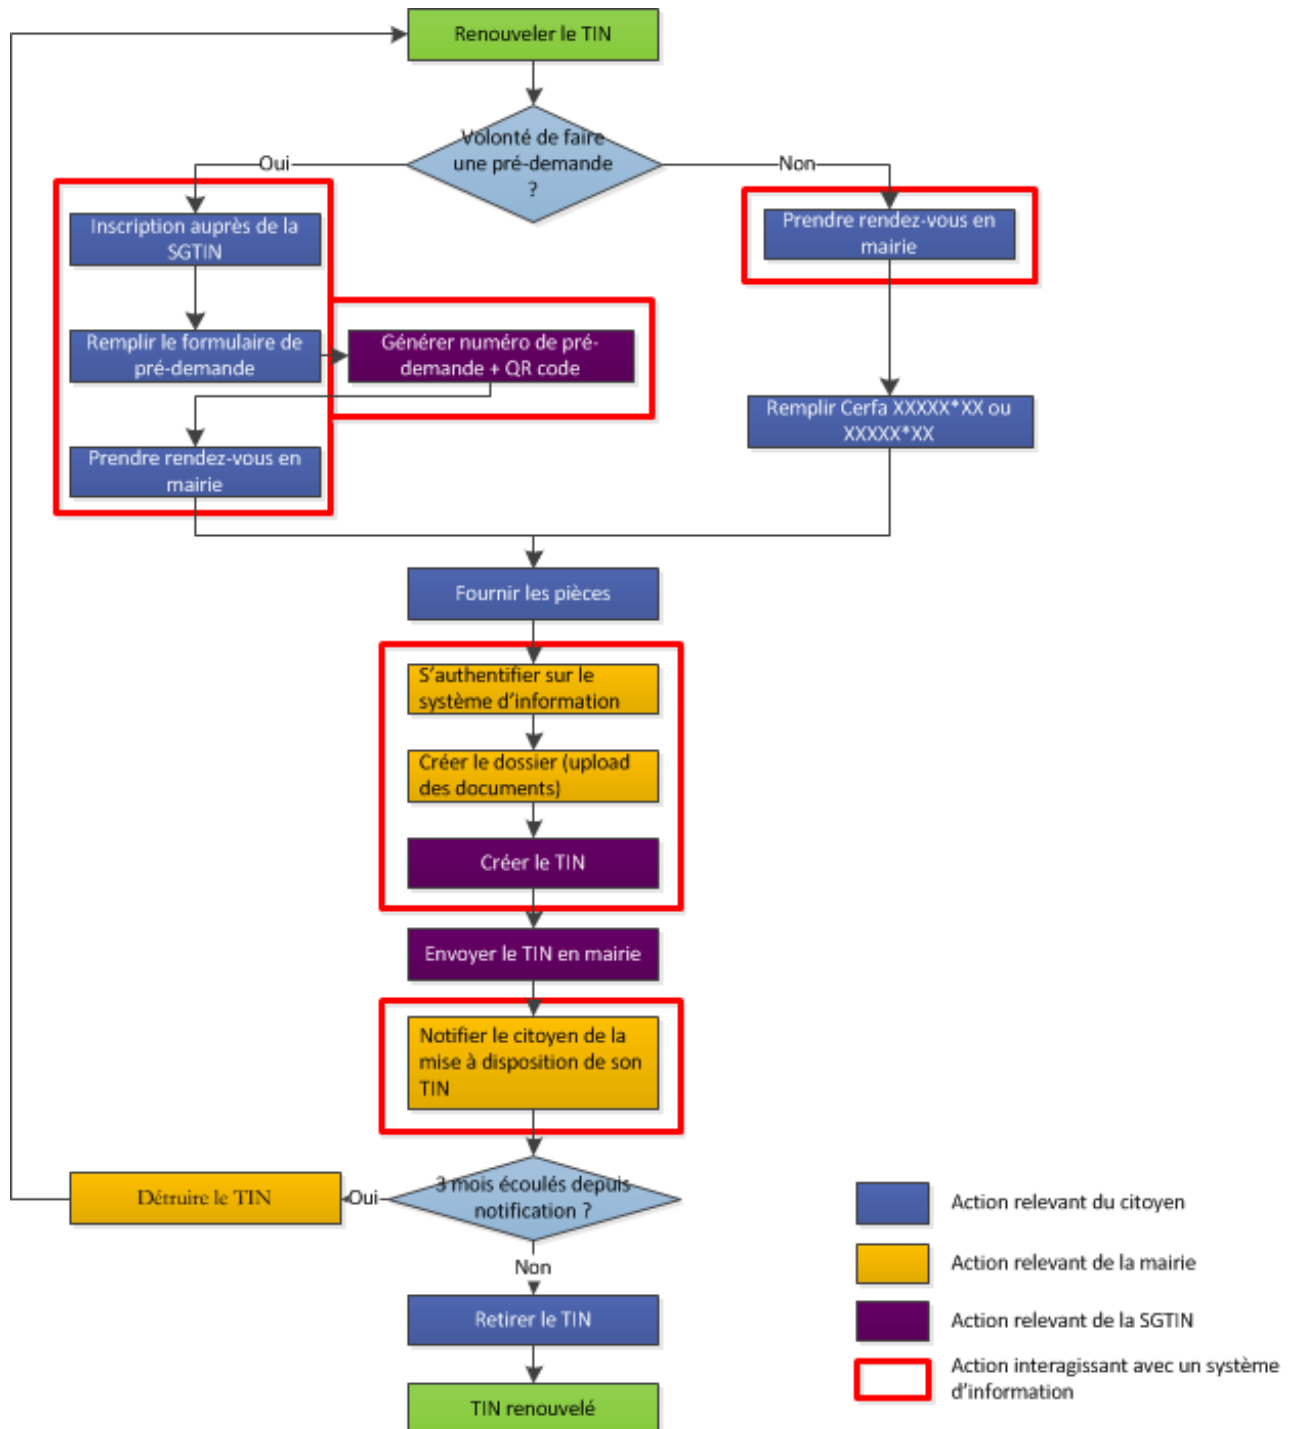 Renouveler le TIN
Volonté de faire
une pré-demande
?
Oui
Non
Inscription auprès de la
SGTIN
Prendre rendez-vous en
mairie
Remplir le formulaire de
pré-demande
Générer numéro de pré-
demande + QR code
Remplir Cerfa XXXXX*XX ou
XXXXX*XX
Prendre rendez-vous en
mairie
Fournir les pièces
S'authentifier sur le
système d'information
Créer le dossier (upload
des documents)
Créer le TIN
Envoyer le TIN en mairie
Notifier le citoyen de la
mise à disposition de son
TIN
3 mois écoulés depuis
notification ?
Oui
Détruire le TIN
Non
Retirer le TIN
TIN renouvelé
Action relevant du citoyen
Action relevant de la mairie
Action relevant de la SGTIN
Action interagissant avec un système
d'information